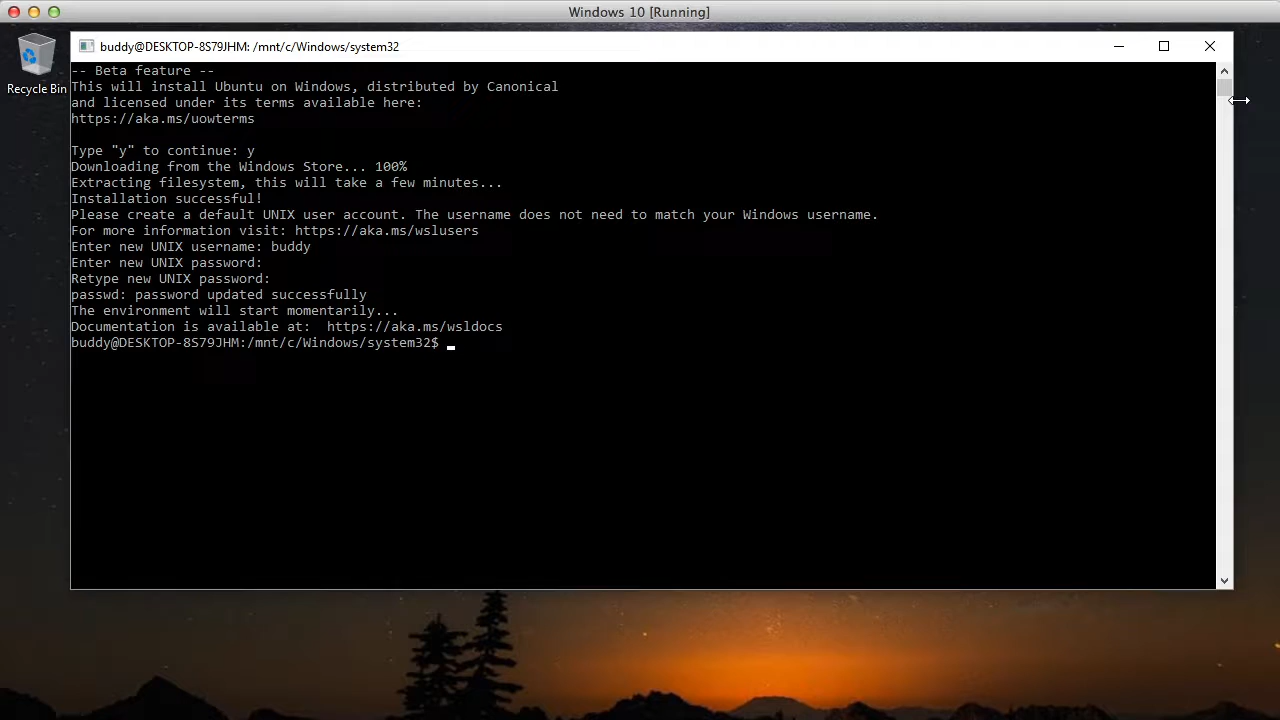 Windows 10 [Running]
buddy@DESKTOP-8S79JHM: /mnt/c/Windows/system32
Recycle Bin
-- Beta feature --
This will install Ubuntu on Windows, distributed by Canonical
and licensed under its terms available here:
https://aka.ms/uowterms
Type "y" to continue: y
Downloading from the Windows Store... 100%
Extracting filesystem, this will take a few minutes...
Installation successful!
Please create a default UNIX user account. The username does not need to match your Windows username.
For more information visit: https://aka.ms/wslusers
Enter new UNIX username: buddy
Enter new UNIX password:
Retype new UNIX password:
passwd: password updated successfully
The environment will start momentarily...
Documentation is available at:  https://aka.ms/wsldocs
buddy@DESKTOP-8S79JHM:/mnt/c/Windows/system32$